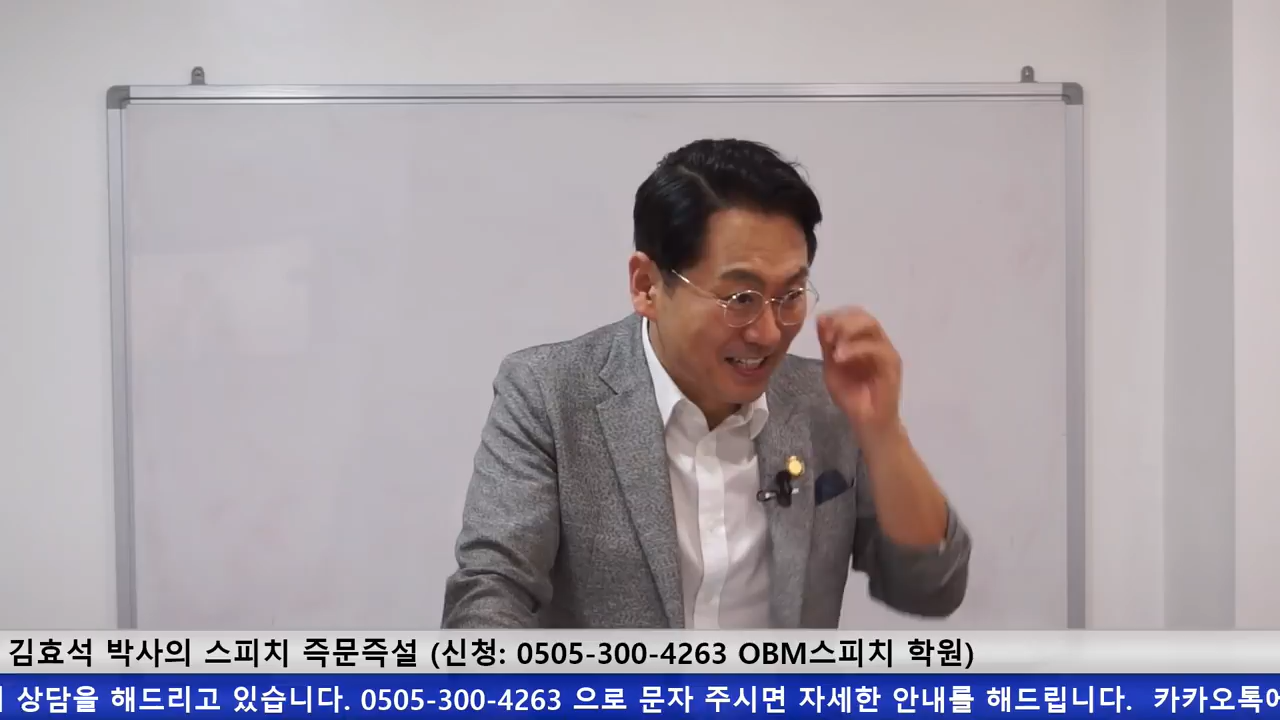 김효석 박사의 스피치 즉문즉설 (신청: 0505-300-4263 OBM스피치 학원)
상담을 해드리고 있습니다. 0505-300-4263 으로 문자 주시면 자세한 안내를 해드립니다. 카카오톡에